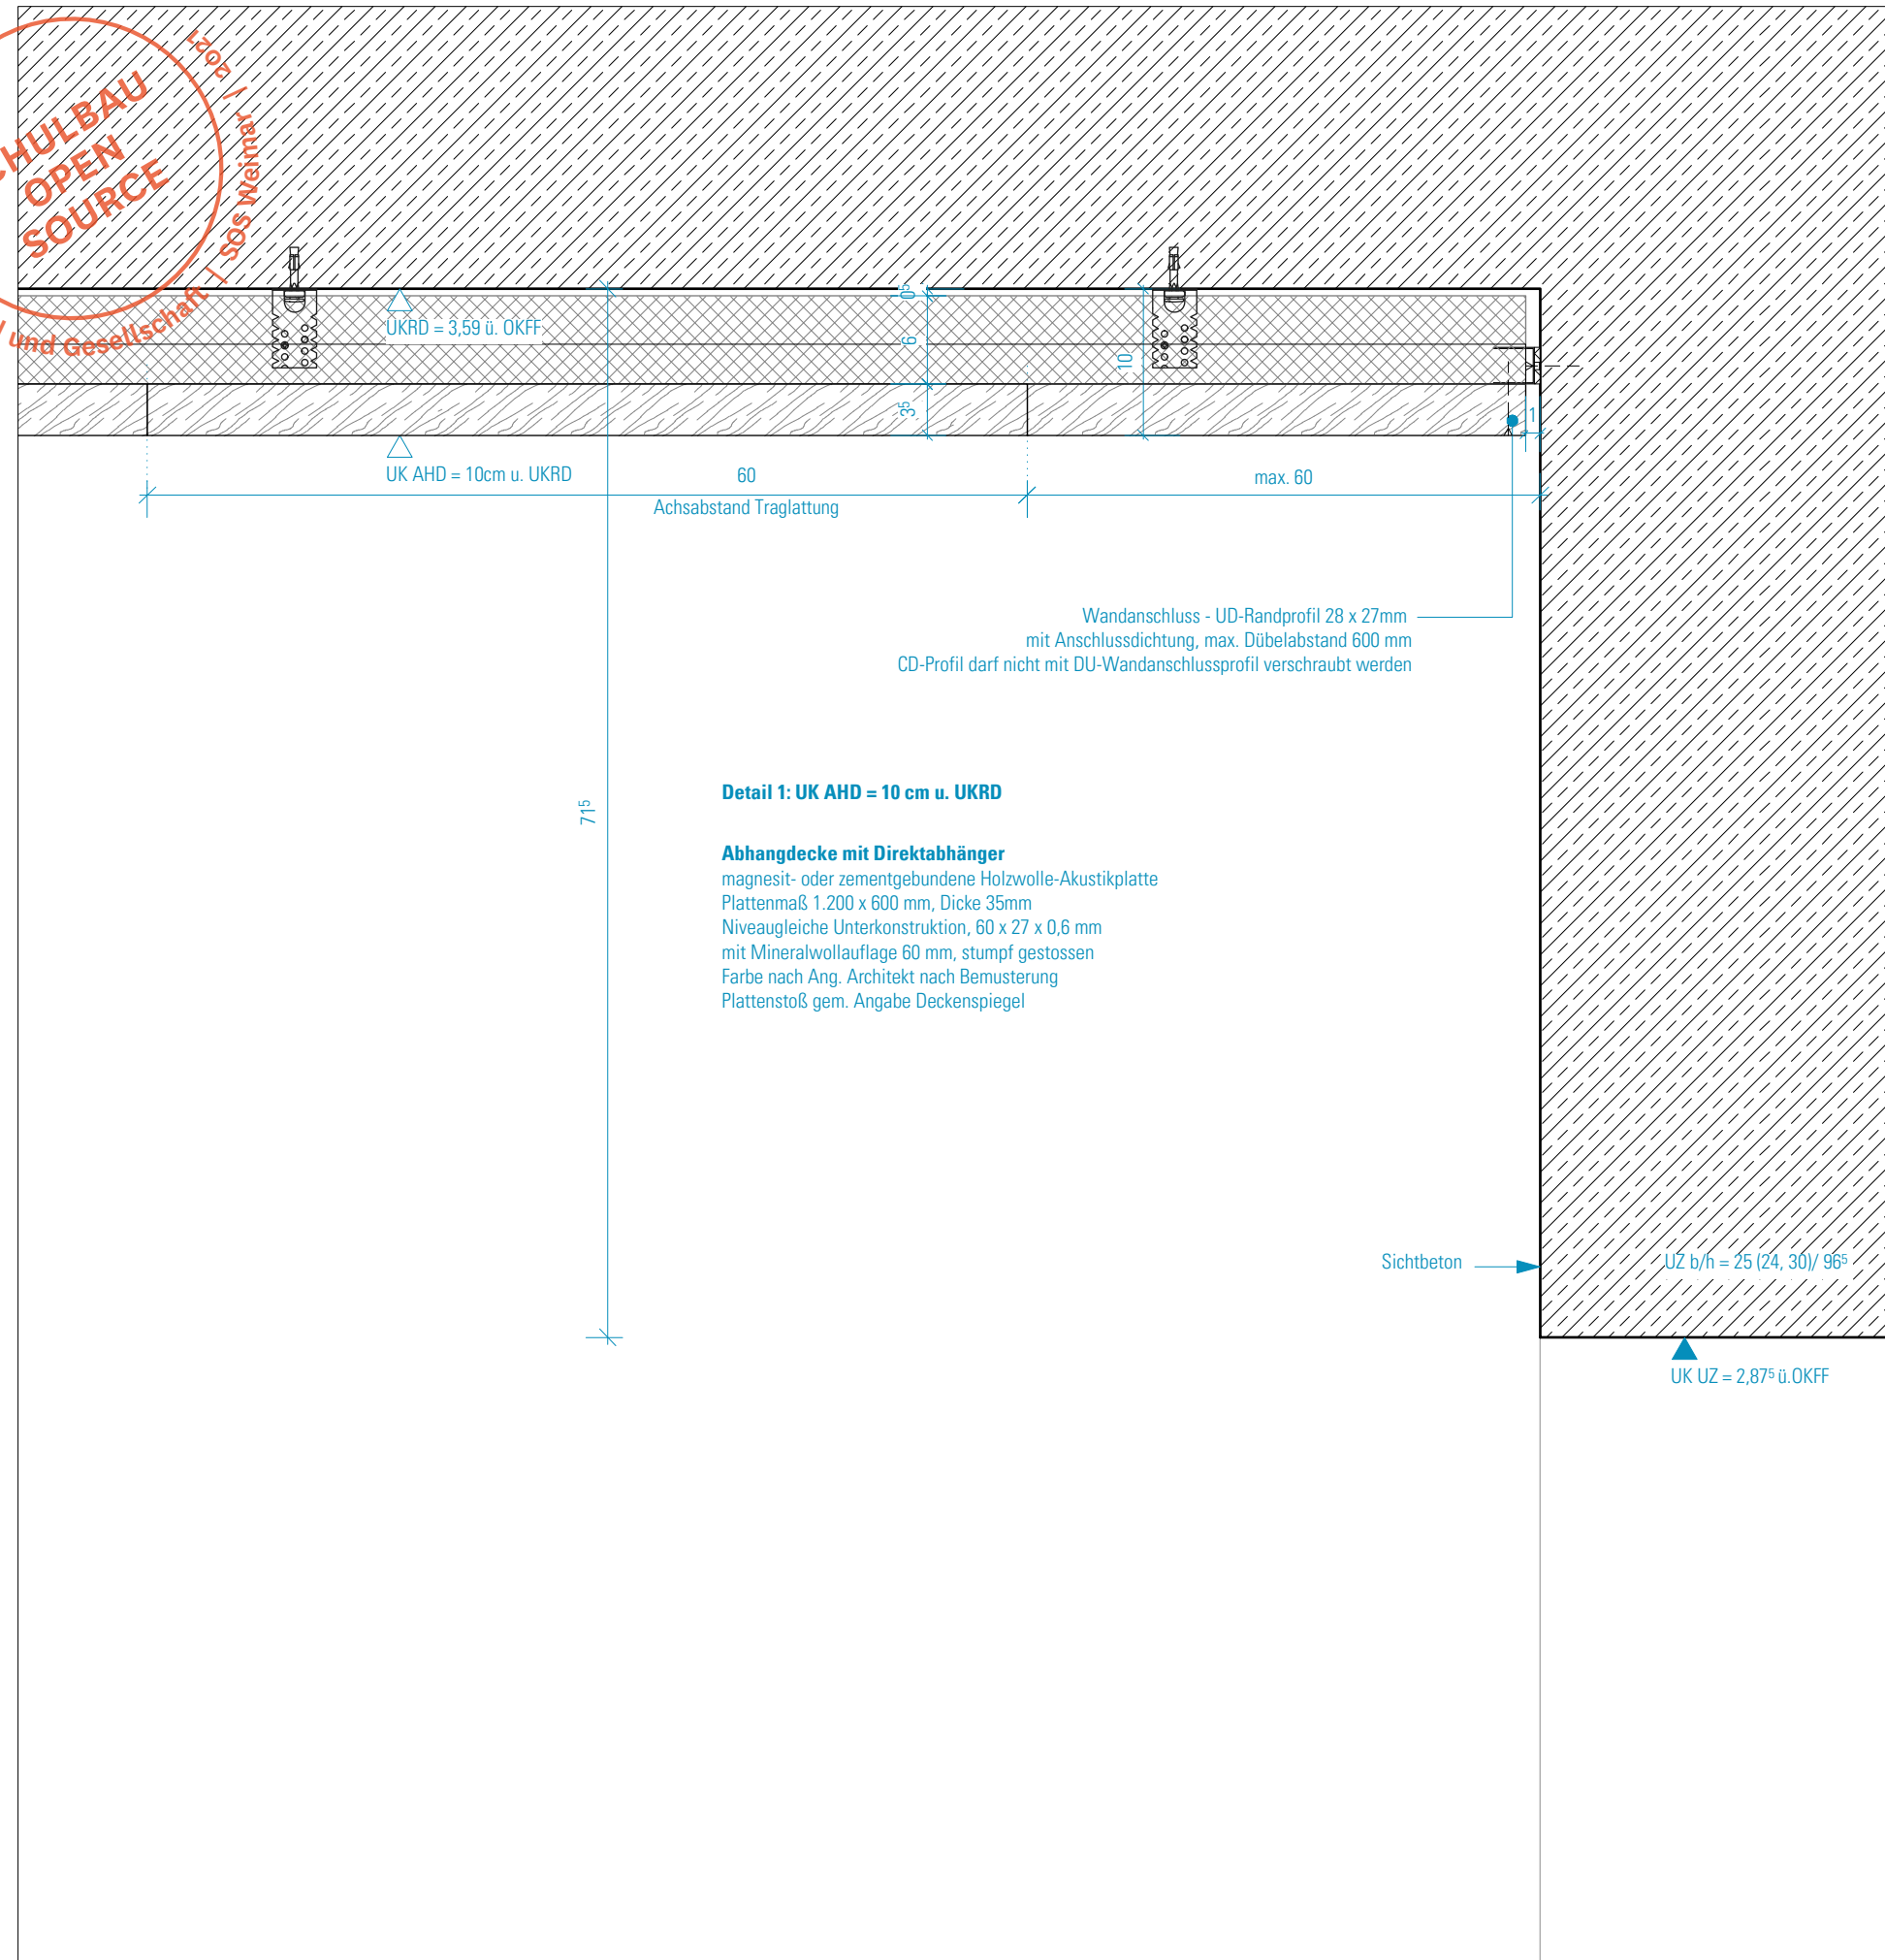 SCHULBAU
OPEN
SOURCE
und Gesellschaft | SOS Weimar | 2021
UKRD = 3,59 ü. OKFF
0⁵
6
3⁵
10
1
UK AHD = 10cm u. UKRD
60
max. 60
Achsabstand Traglattung
Wandanschluss - UD-Randprofil 28 x 27mm
mit Anschlussdichtung, max. Dübelabstand 600 mm
CD-Profil darf nicht mit DU-Wandanschlussprofil verschraubt werden
71⁵
Detail 1: UK AHD = 10 cm u. UKRD
Abhangdecke mit Direktabhänger
magnesit- oder zementgebundene Holzwolle-Akustikplatte
Plattenmaß 1.200 x 600 mm, Dicke 35mm
Niveaugleiche Unterkonstruktion, 60 x 27 x 0,6 mm
mit Mineralwollauflage 60 mm, stumpf gestossen
Farbe nach Ang. Architekt nach Bemusterung
Plattenstoß gem. Angabe Deckenspiegel
Sichtbeton
UZ b/h = 25 (24, 30)/ 96⁵
UK UZ = 2,87⁵ ü.OKFF